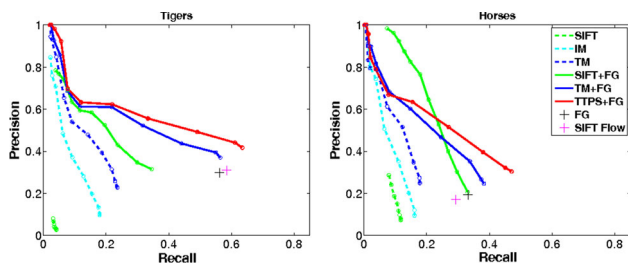 Tigers
1
0.8
0.6
0.4
0.2
0
Precision
0 0.2 0.4 0.6 0.8
Recall
Horses
1
0.8
0.6
0.4
0.2
0
Precision
0 0.2 0.4 0.6 0.8
Recall
SIFT
IM
TM
SIFT+FG
TM+FG
TTPS+FG
FG
SIFT Flow